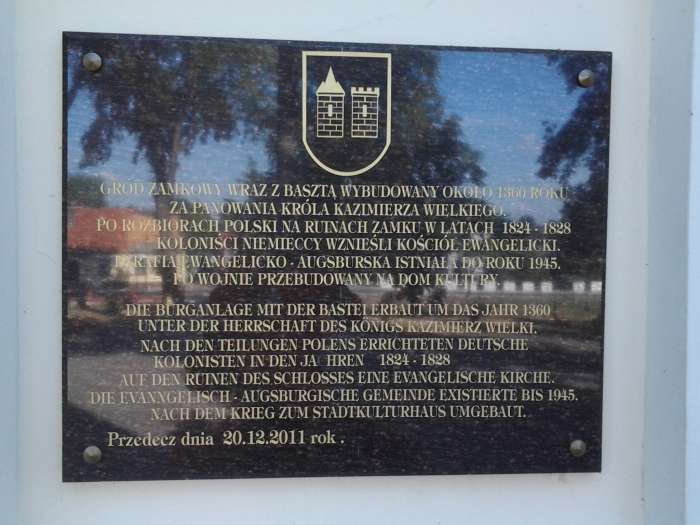 GRÓD ZAMKOWY WRAZ Z BASZTĄ WYBUDOWANY OKOŁO 1360 ROKU
ZA PANOWANIA KRÓLA KAZIMIERZA WIELKIEGO.
PO ROZBIORACH POLSKI NA RUINACH ZAMKU W LATACH 1824 - 1828
KOLONIŚCI NIEMIECCY WZNIEŚLI KOŚCIÓŁ EWANGELICKI.
PARAFIA EWANGELICKO - AUGSBURSKA ISTNIAŁA DO ROKU 1945.
PO WOJNIE PRZEBUDOWANY NA DOM KULTURY.
DIE BURGANLAGE MIT DER BASTEI ERBAUT UM DAS JAHR 1360
UNTER DER HERRSCHAFT DES KÖNIGS KAZIMIERZ WIELKI.
NACH DEN TEILUNGEN POLENS ERRICHTETEN DEUTSCHE
KOLONISTEN IN DEN JA HREN 1824 - 1828
AUF DEN RUINEN DES SCHLOSSES EINE EVANGELISCHE KIRCHE.
DIE EVANNGELISCH - AUGSBURGISCHE GEMEINDE EXISTIERTE BIS 1945.
NACH DEM KRIEG ZUM STADTKULTURHAUS UMGEBAUT.
Przedecz dnia 20.12.2011 rok .